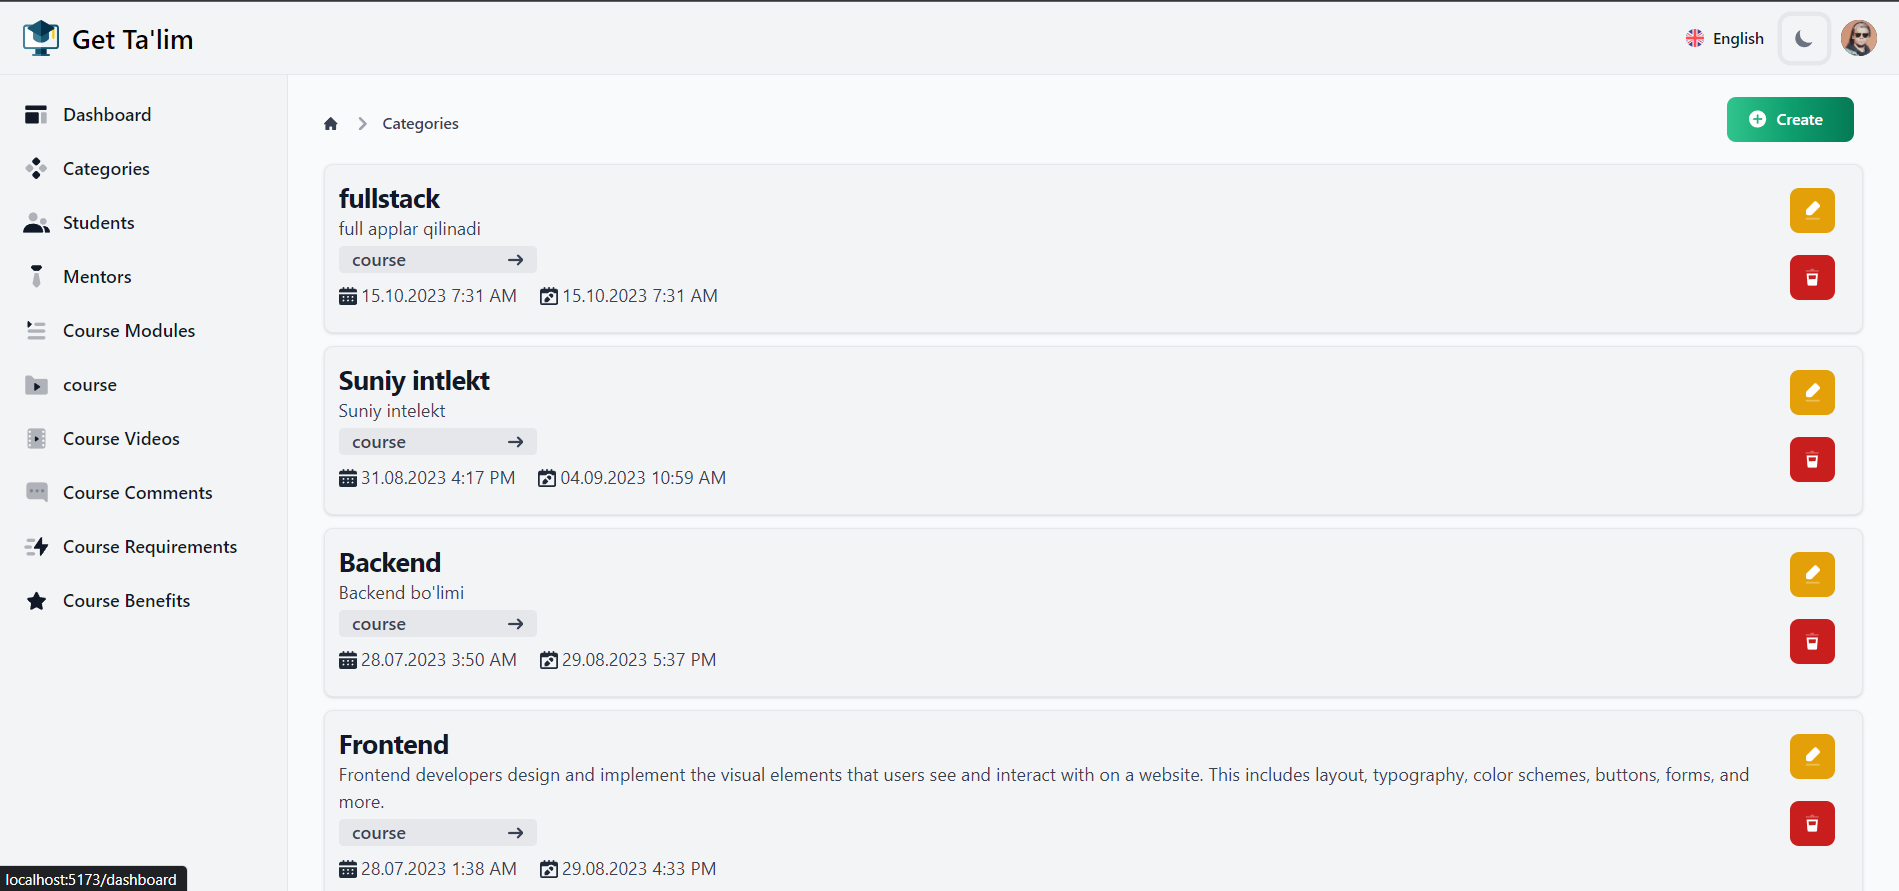 Get Ta'lim
English
Dashboard
Categories
Students
Mentors
Course Modules
course
Course Videos
Course Comments
Course Requirements
Course Benefits
Categories
Create
fullstack
full applar qilinadi
course
15.10.2023 7:31 AM 15.10.2023 7:31 AM
Suniy intlekt
Suniy intelekt
course
31.08.2023 4:17 PM 04.09.2023 10:59 AM
Backend
Backend bo'limi
course
28.07.2023 3:50 AM 29.08.2023 5:37 PM
Frontend
Frontend developers design and implement the visual elements that users see and interact with on a website. This includes layout, typography, color schemes, buttons, forms, and
more.
course
28.07.2023 1:38 AM 29.08.2023 4:33 PM
localhost:5173/dashboard